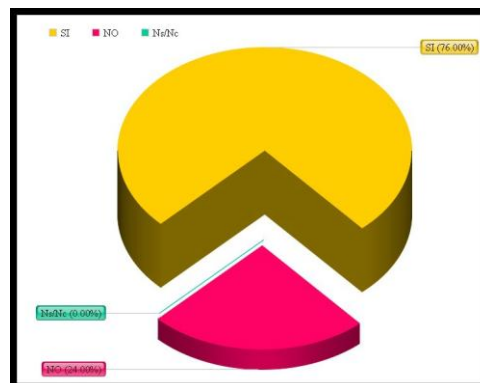 SI NO Ns/Nc
SI (76.00%)
Ns/Nc (0.00%)
NO (24.00%)